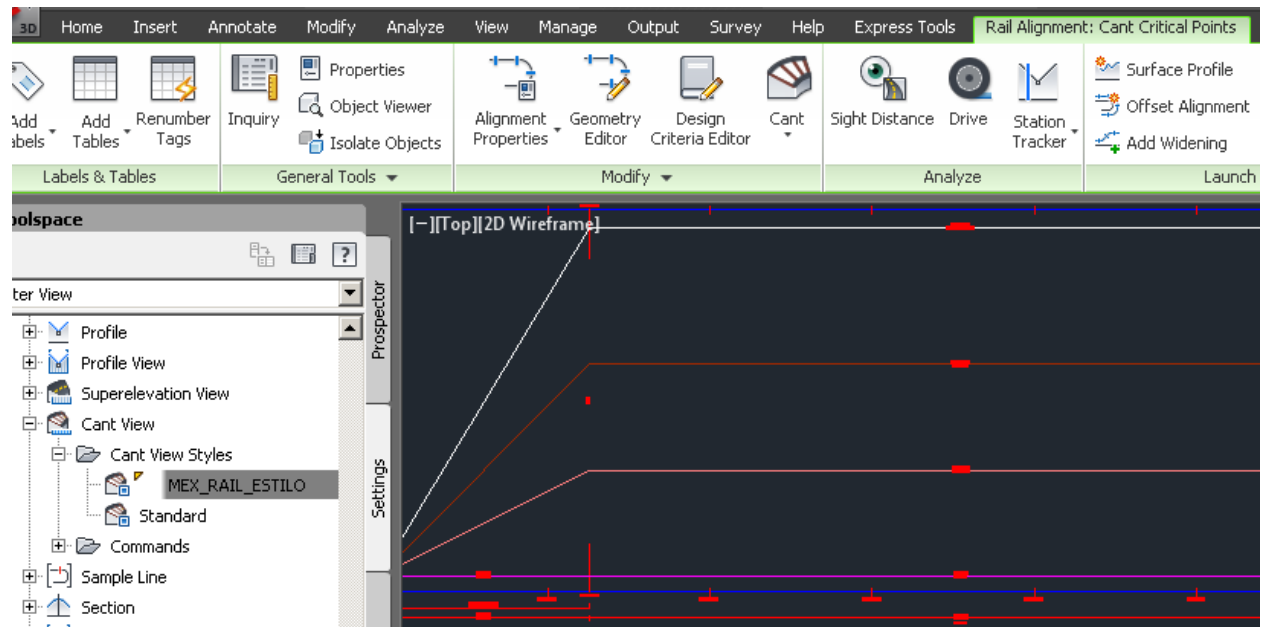 3D Home Insert Annotate Modify Analyze View Manage Output Survey Help Express Tools Rail Alignment: Cant Critical Points
Properties
Surface Profile
Object Viewer
Offset Alignment
Isolate Objects
Add Widening
Add
Add Tables
Renumber Tags
Inquiry
Alignment Properties
Geometry Editor
Design Criteria Editor
Cant
Sight Distance
Drive
Station Tracker
Labels & Tables General Tools Modify Analyze Launch
[−][Top][2D Wireframe]
?
View
Profile
Profile View
Superelevation View
Cant View
Cant View Styles
MEX_RAIL_ESTILO
Standard
Commands
Sample Line
Section
Prospector
Settings